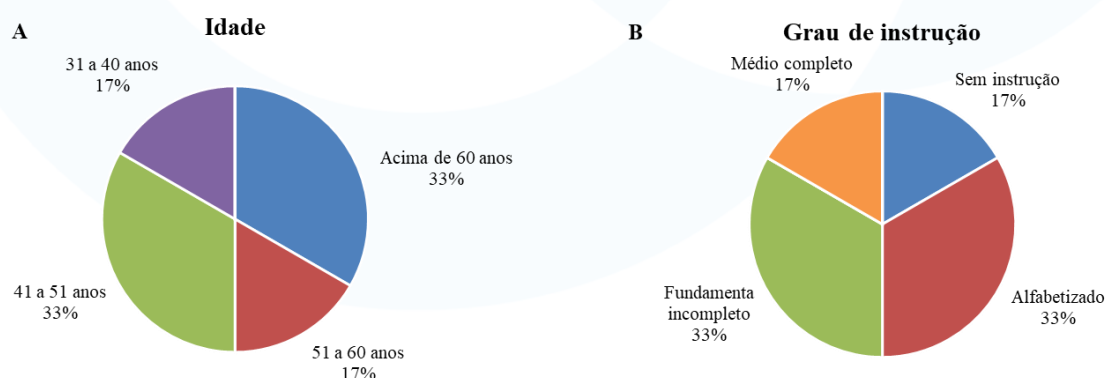 A
Idade
31 a 40 anos
17%
Acima de 60 anos
33%
41 a 51 anos
33%
51 a 60 anos
17%
B
Grau de instrução
Médio completo
17%
Sem instrução
17%
Fundamenta
incompleto
33%
Alfabetizado
33%